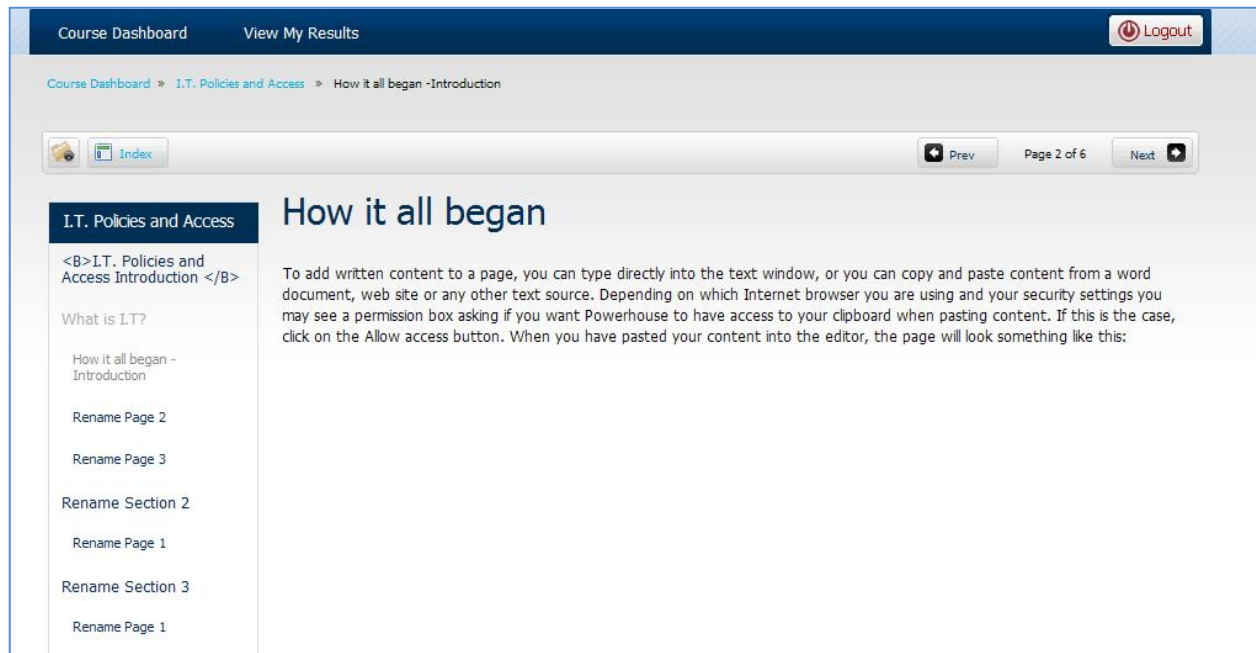 Course Dashboard View My Results Logout
Course Dashboard » I.T. Policies and Access » How it all began -Introduction
Index Prev Page 2 of 6 Next
I.T. Policies and Access
<B>I.T. Policies and
Access Introduction </B>
What is I.T?
How it all began -
Introduction
Rename Page 2
Rename Page 3
Rename Section 2
Rename Page 1
Rename Section 3
Rename Page 1
How it all began
To add written content to a page, you can type directly into the text window, or you can copy and paste content from a word
document, web site or any other text source. Depending on which Internet browser you are using and your security settings you
may see a permission box asking if you want Powerhouse to have access to your clipboard when pasting content. If this is the case,
click on the Allow access button. When you have pasted your content into the editor, the page will look something like this: